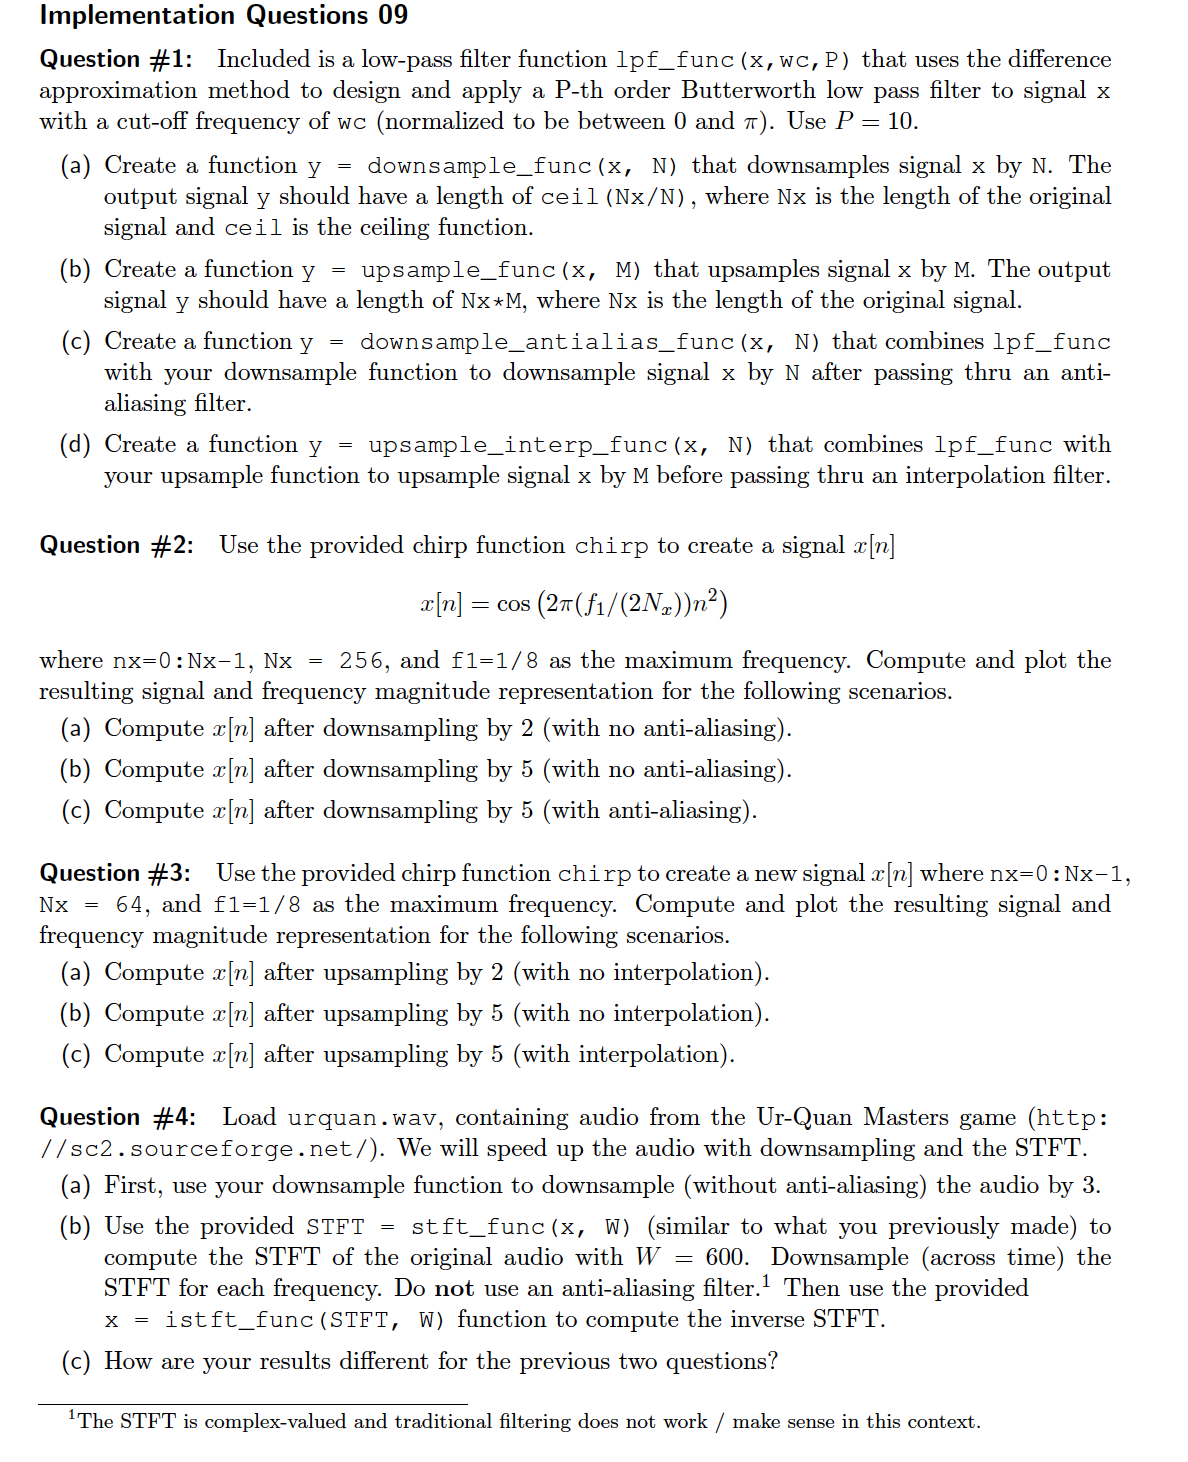 Implementation Questions 09
Question #1: Included is a low-pass filter function lpf_func(x,wc,P) that uses the difference
approximation method to design and apply a P-th order Butterworth low pass filter to signal x
with a cut-off frequency of wc (normalized to be between 0 and π). Use P = 10.
(a) Create a function y = downsample_func(x, N) that downsamples signal x by N. The
output signal y should have a length of ceil(Nx/N), where Nx is the length of the original
signal and ceil is the ceiling function.
(b) Create a function y = upsample_func(x, M) that upsamples signal x by M. The output
signal y should have a length of Nx*M, where Nx is the length of the original signal.
(c) Create a function y = downsample_antialias_func(x, N) that combines lpf_func
with your downsample function to downsample signal x by N after passing thru an anti-
aliasing filter.
(d) Create a function y = upsample_interp_func(x, N) that combines lpf_func with
your upsample function to upsample signal x by M before passing thru an interpolation filter.
Question #2: Use the provided chirp function chirp to create a signal x[n]
x[n] = cos (2π(f₁/(2Nₓ))n²)
where nx=0:Nx-1, Nx = 256, and f1=1/8 as the maximum frequency. Compute and plot the
resulting signal and frequency magnitude representation for the following scenarios.
(a) Compute x[n] after downsampling by 2 (with no anti-aliasing).
(b) Compute x[n] after downsampling by 5 (with no anti-aliasing).
(c) Compute x[n] after downsampling by 5 (with anti-aliasing).
Question #3: Use the provided chirp function chirp to create a new signal x[n] where nx=0:Nx-1,
Nx = 64, and f1=1/8 as the maximum frequency. Compute and plot the resulting signal and
frequency magnitude representation for the following scenarios.
(a) Compute x[n] after upsampling by 2 (with no interpolation).
(b) Compute x[n] after upsampling by 5 (with no interpolation).
(c) Compute x[n] after upsampling by 5 (with interpolation).
Question #4: Load urquan.wav, containing audio from the Ur-Quan Masters game (http:
//sc2.sourceforge.net/). We will speed up the audio with downsampling and the STFT.
(a) First, use your downsample function to downsample (without anti-aliasing) the audio by 3.
(b) Use the provided STFT = stft_func(x, W) (similar to what you previously made) to
compute the STFT of the original audio with W = 600. Downsample (across time) the
STFT for each frequency. Do not use an anti-aliasing filter.¹ Then use the provided
x = istft_func(STFT, W) function to compute the inverse STFT.
(c) How are your results different for the previous two questions?
¹The STFT is complex-valued and traditional filtering does not work / make sense in this context.